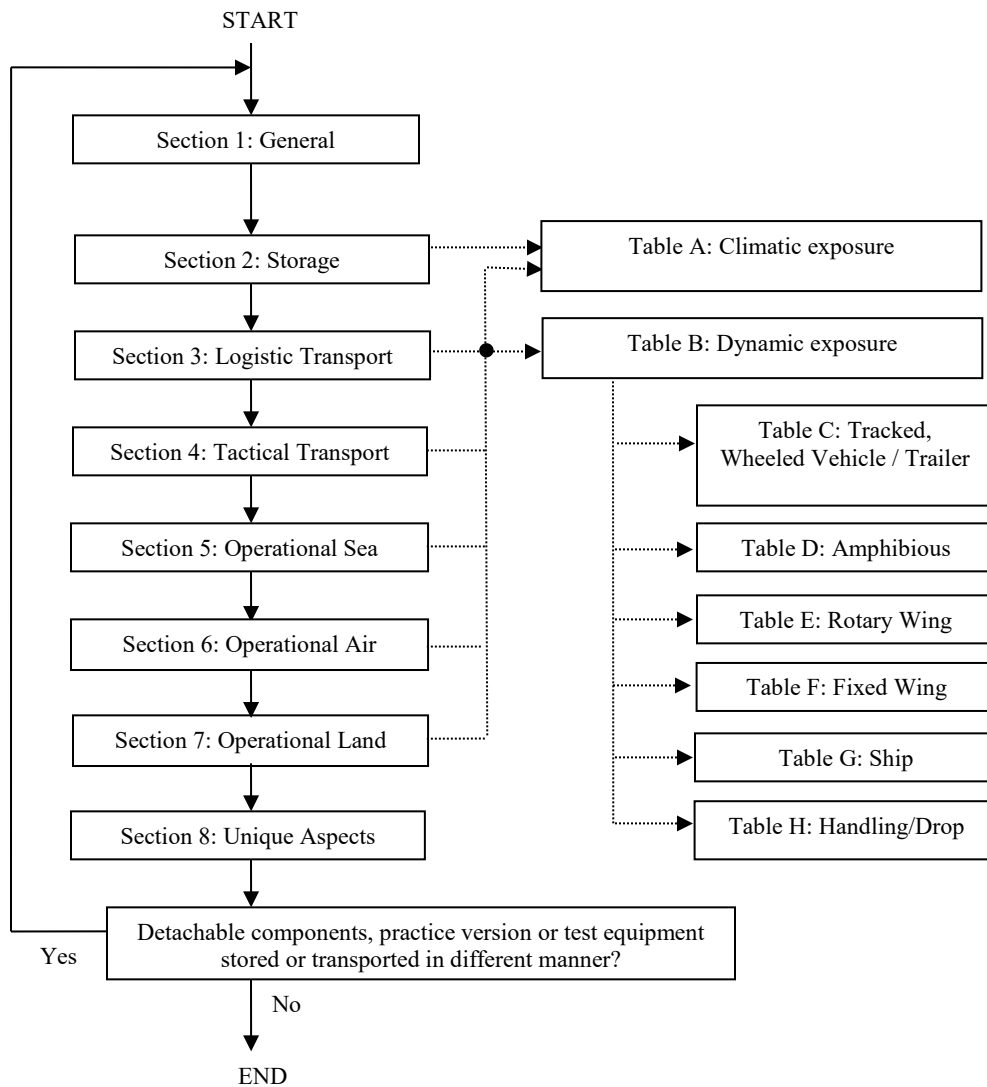 START
Section 1: General
Section 2: Storage
Table A: Climatic exposure
Section 3: Logistic Transport
Table B: Dynamic exposure
Section 4: Tactical Transport
Table C: Tracked,
Wheeled Vehicle / Trailer
Section 5: Operational Sea
Table D: Amphibious
Section 6: Operational Air
Table E: Rotary Wing
Section 7: Operational Land
Table F: Fixed Wing
Section 8: Unique Aspects
Table G: Ship
Table H: Handling/Drop
Detachable components, practice version or test equipment
stored or transported in different manner?
Yes
No
END